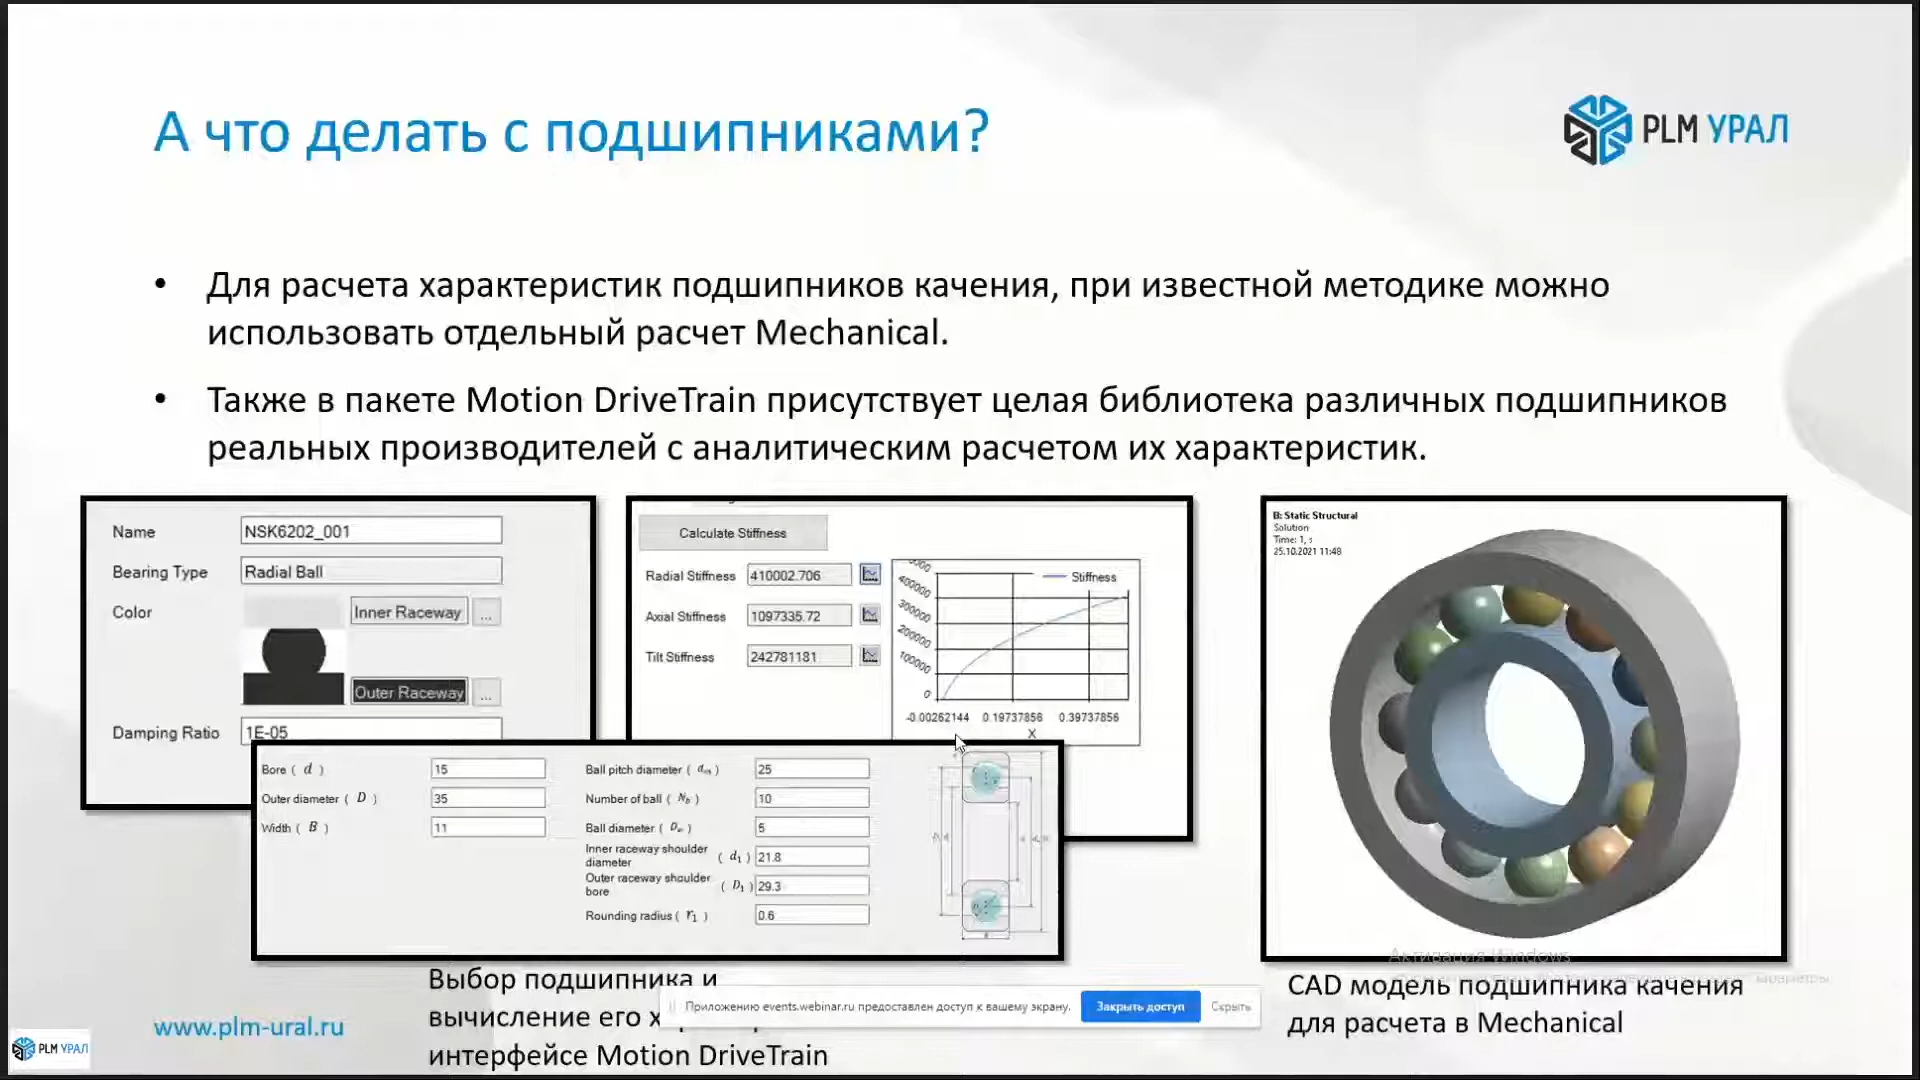 А что делать с подшипниками?
PLM УРАЛ
• Для расчета характеристик подшипников качения, при известной методике можно
использовать отдельный расчет Mechanical.
• Также в пакете Motion DriveTrain присутствует целая библиотека различных подшипников
реальных производителей с аналитическим расчетом их характеристик.
Name NSK6202_001
Bearing Type Radial Ball
Color Inner Raceway ...
Outer Raceway ...
Damping Ratio 1E-05
Calculate Stiffness
Radial Stiffness 410002.706
Axial Stiffness 1097335.72
Tilt Stiffness 242781181
Stiffness
400000
300000
200000
100000
0
-0.00262144 0.19737856 0.39737856
X
Bore ( d ) 15
Outer diameter ( D ) 35
Width ( B ) 11
Ball pitch diameter ( dm ) 25
Number of ball ( Nb ) 10
Ball diameter ( Dw ) 5
Inner raceway shoulder
diameter ( d1 ) 21.8
Outer raceway shoulder
bore ( D1 ) 29.3
Rounding radius ( r1 ) 0.6
B: Static Structural
Solution
Time: 1, s
25.10.2021 11:48
Активация Windows
Выбор подшипника и
вычисление его
интерфейсе Motion DriveTrain
Приложению events.webinar.ru предоставлен доступ к вашему экрану. Закрыть доступ Скрыть
CAD модель подшипника качения
для расчета в Mechanical
www.plm-ural.ru
PLM УРАЛ